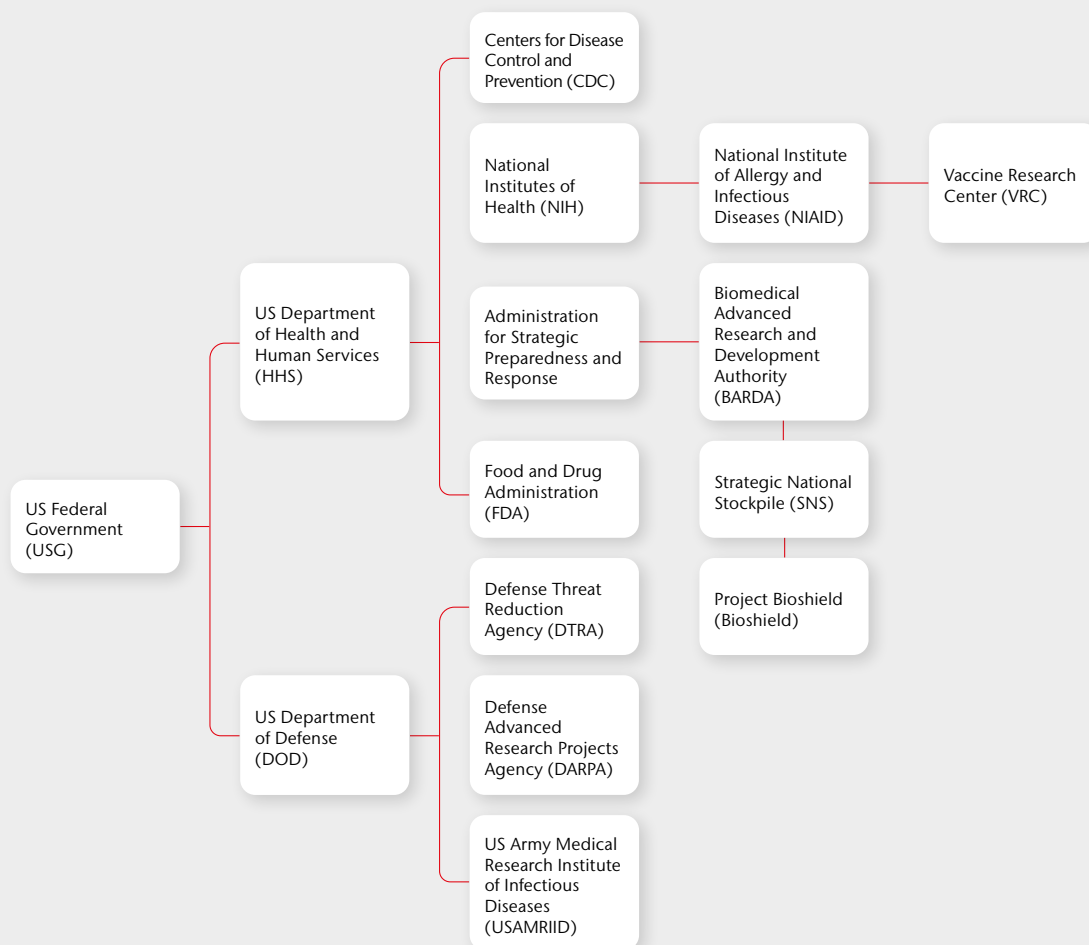 Centers for Disease
Control and
Prevention (CDC)
National
Institutes of
Health (NIH)
National Institute
of Allergy and
Infectious
Diseases (NIAID)
Vaccine Research
Center (VRC)
US Department
of Health and
Human Services
(HHS)
Administration
for Strategic
Preparedness and
Response
Biomedical
Advanced
Research and
Development
Authority
(BARDA)
Food and Drug
Administration
(FDA)
Strategic National
Stockpile (SNS)
US Federal
Government
(USG)
Defense Threat
Reduction
Agency (DTRA)
Project Bioshield
(Bioshield)
US Department
of Defense
(DOD)
Defense
Advanced
Research Projects
Agency (DARPA)
US Army Medical
Research Institute
of Infectious
Diseases
(USAMRIID)